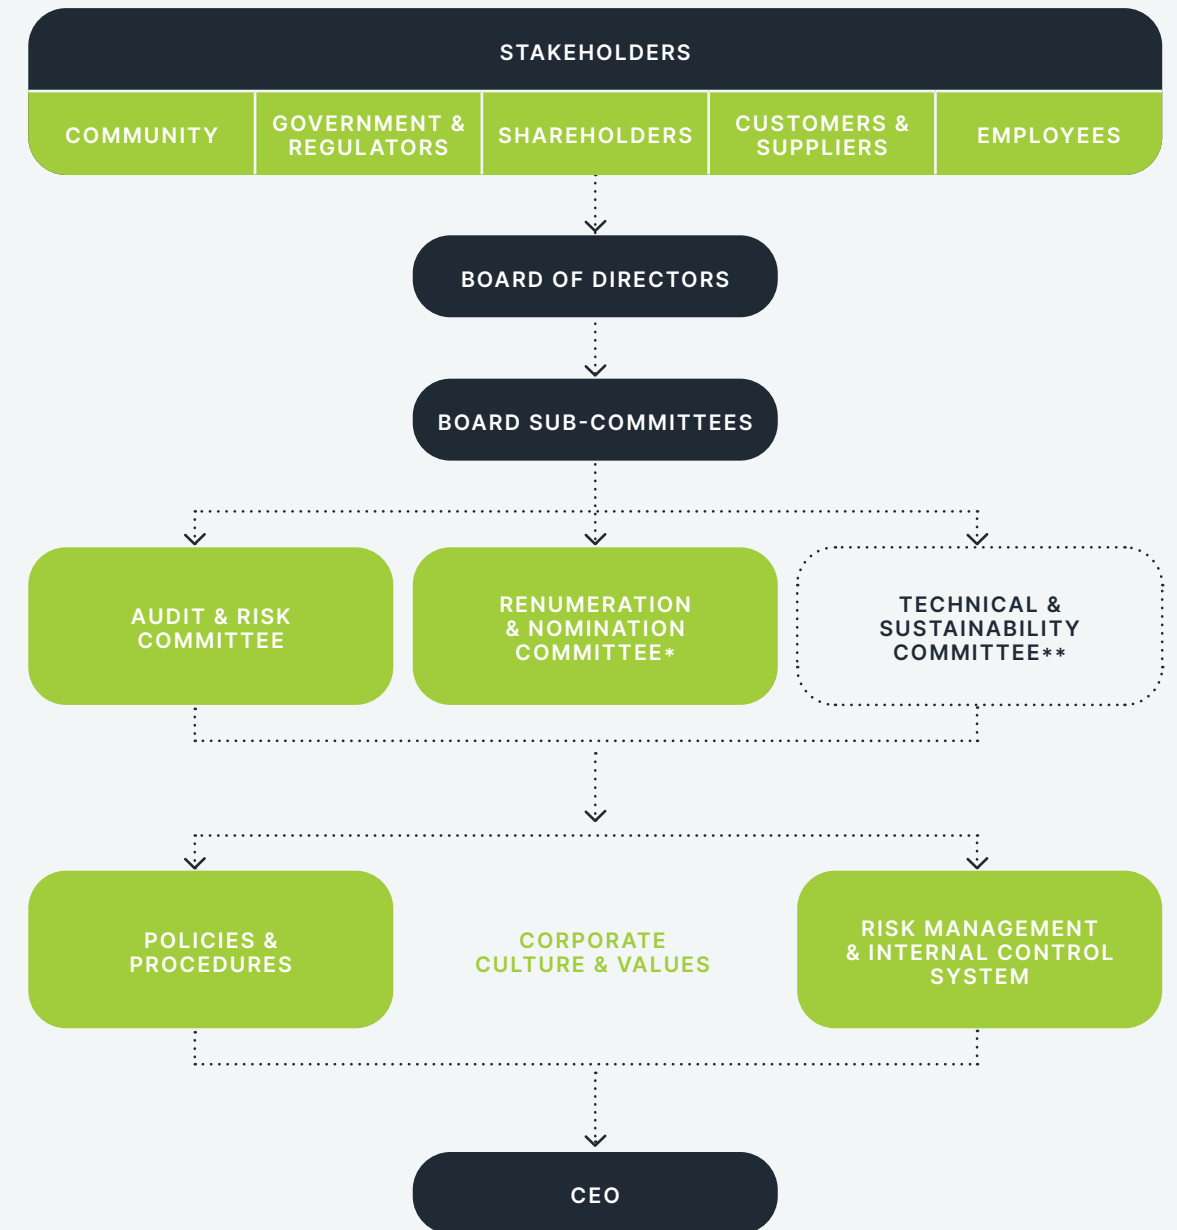 STAKEHOLDERS
COMMUNITY
GOVERNMENT &
REGULATORS
SHAREHOLDERS
CUSTOMERS &
SUPPLIERS
EMPLOYEES
BOARD OF DIRECTORS
BOARD SUB-COMMITTEES
AUDIT & RISK
COMMITTEE
RENUMERATION
& NOMINATION
COMMITTEE*
TECHNICAL &
SUSTAINABILITY
COMMITTEE**
POLICIES &
PROCEDURES
CORPORATE
CULTURE & VALUES
RISK MANAGEMENT
& INTERNAL CONTROL
SYSTEM
CEO